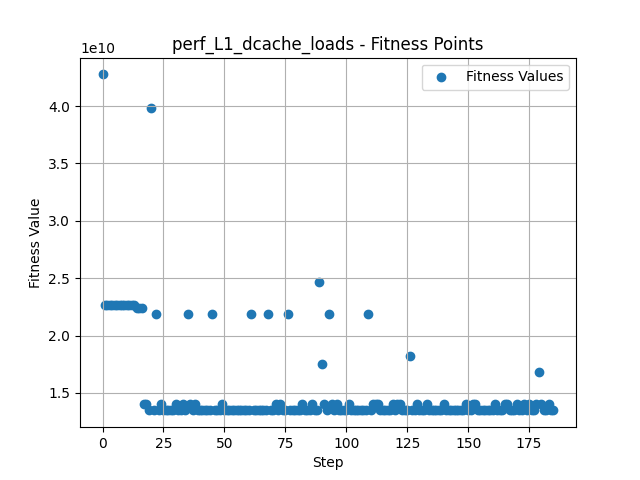 perf_L1_dcache_loads - Fitness Points
1e10
Fitness Values
4.0
3.5
3.0
2.5
2.0
1.5
Fitness Value
0 25 50 75 100 125 150 175
Step